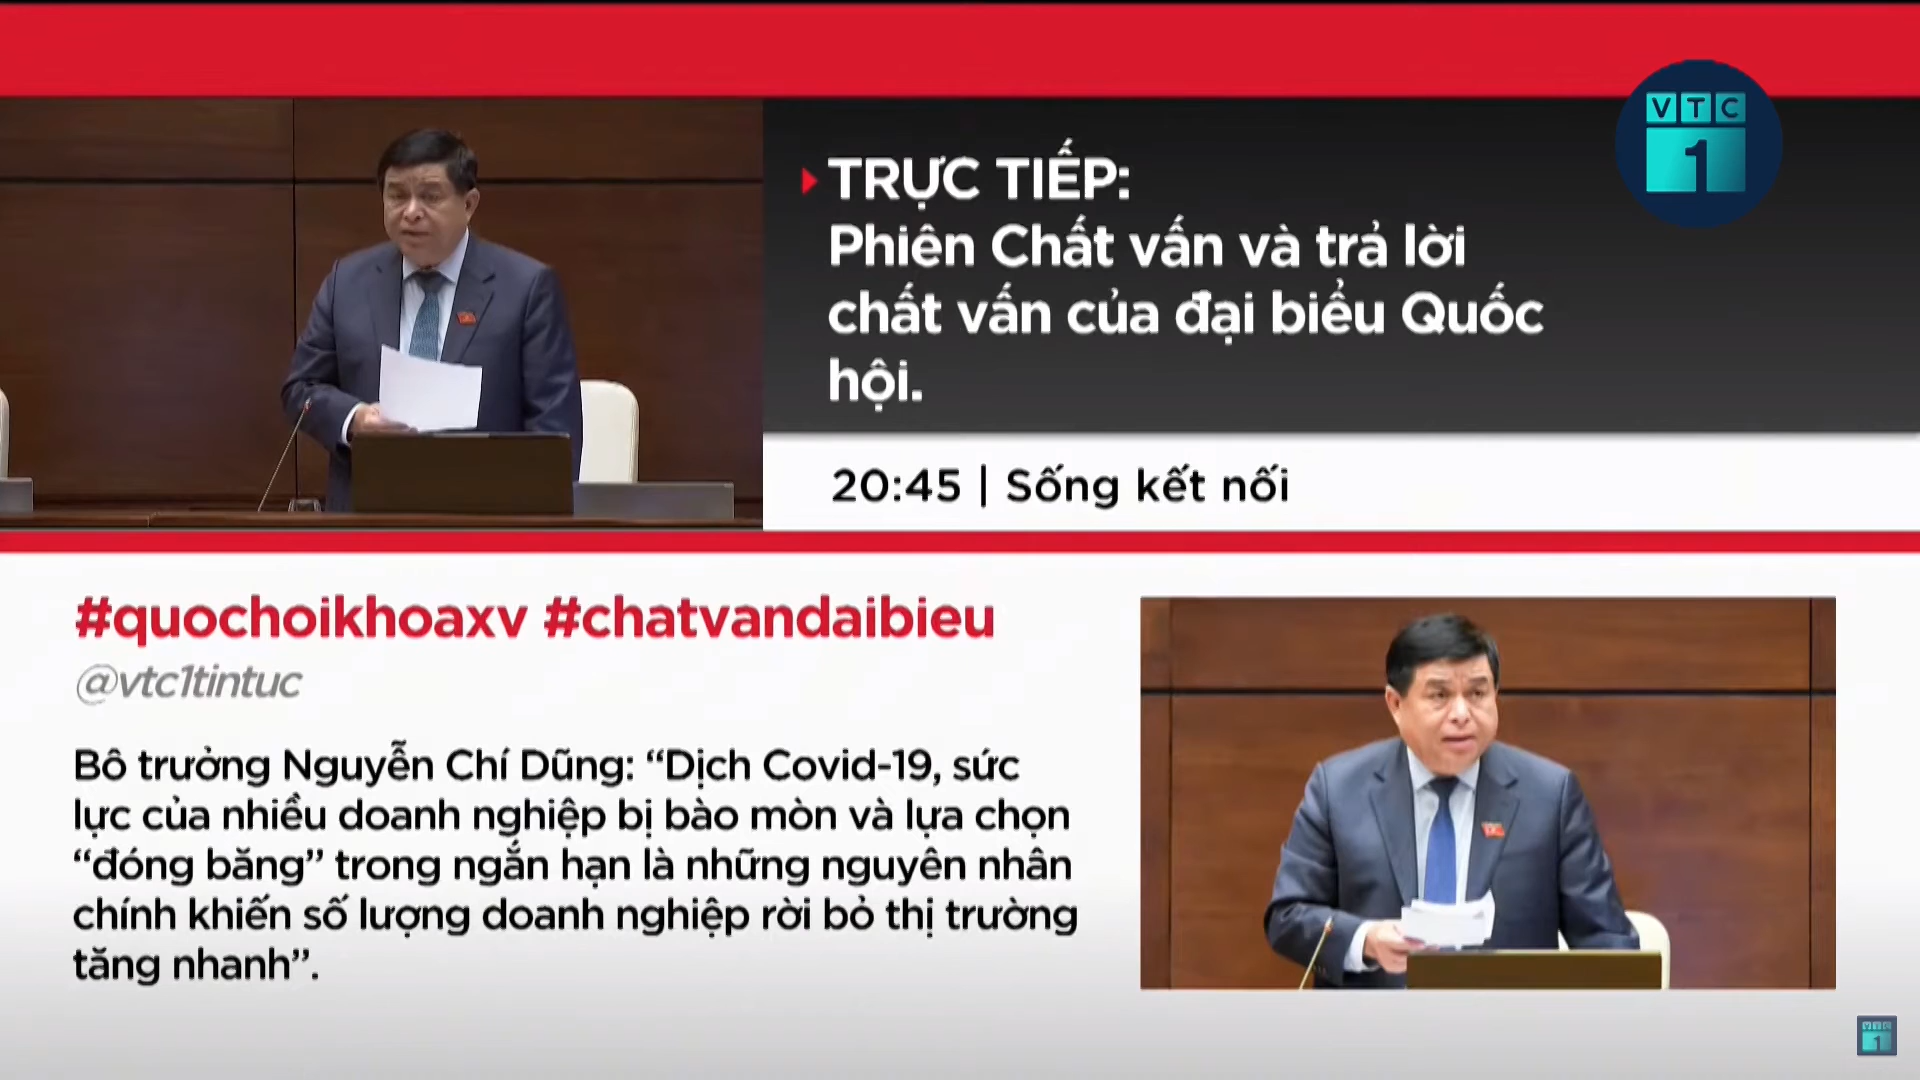 VTC
1
TRỰC TIẾP:
Phiên Chất vấn và trả lời
chất vấn của đại biểu Quốc
hội.
20:45 | Sống kết nối
#quochoikhoaxv #chatvandaibieu
@vtc1tintuc
Bô trưởng Nguyễn Chí Dũng: “Dịch Covid-19, sức
lực của nhiều doanh nghiệp bị bào mòn và lựa chọn
“đóng băng” trong ngắn hạn là những nguyên nhân
chính khiến số lượng doanh nghiệp rời bỏ thị trường
tăng nhanh”.
VTC
1